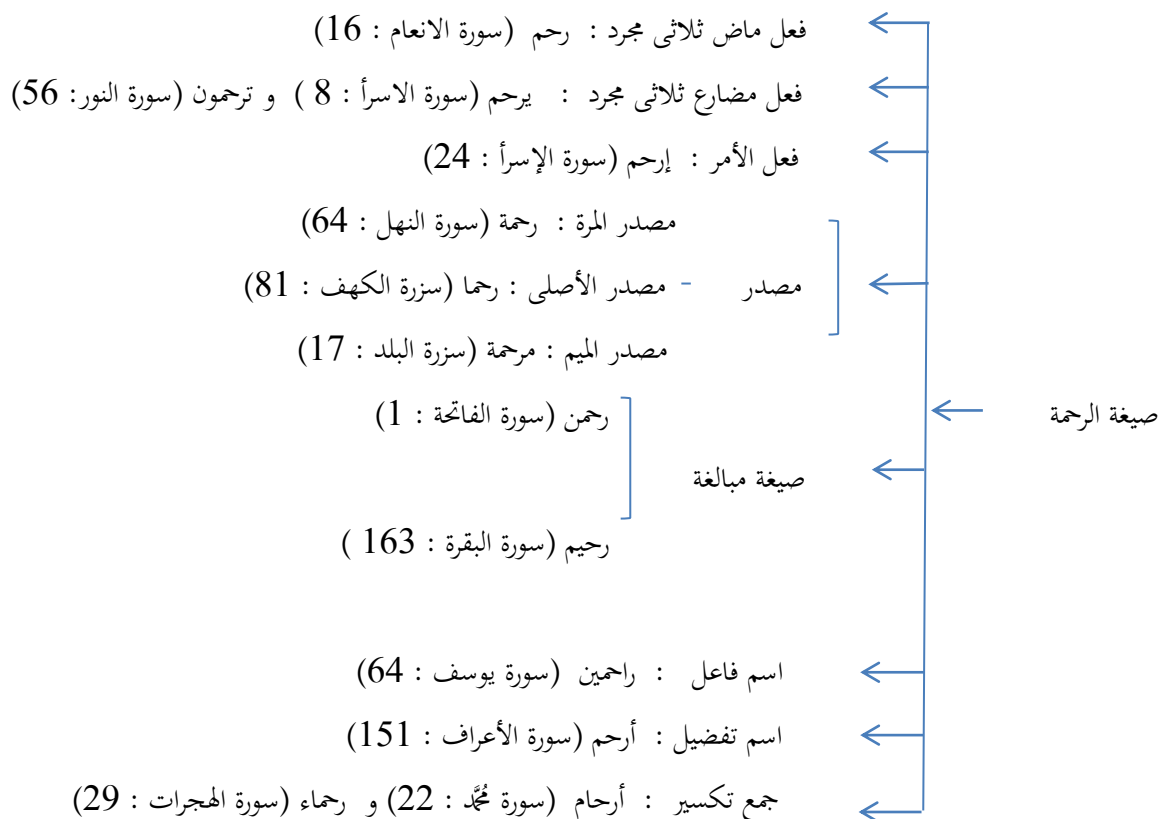 فعل ماض ثلاثى مجرد : رحم (سورة الانعام : 16)
فعل مضارع ثلاثى مجرد : يرحم (سورة الاسرأ : 8 ) و ترحمون (سورة النور: 56)
فعل الأمر : إرحم (سورة الإسرأ : 24)
مصدر المرة : رحمة (سورة النهل : 64)
مصدر - مصدر الأصلى : رحما (سزرة الكهف : 81)
مصدر الميم : مرحمة (سزرة البلد : 17)
صيغة الرحمة
رحمن (سورة الفاتحة : 1)
صيغة مبالغة
رحيم (سورة البقرة : 163 )
اسم فاعل : راحمين (سورة يوسف : 64)
اسم تفضيل : أرحم (سورة الأعراف : 151)
جمع تكسير : أرحام (سورة مُحَّد : 22) و رحماء (سورة الهجرات : 29)